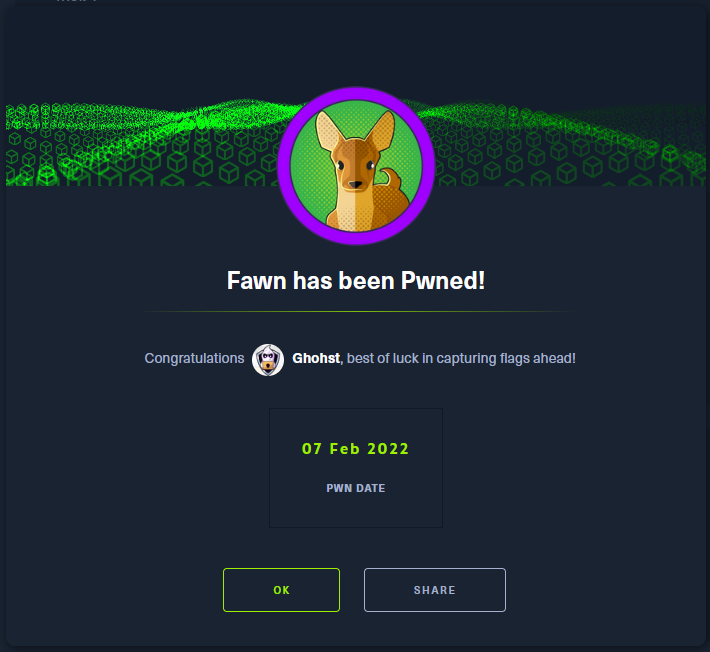 Fawn has been Pwned!
Congratulations Ghohst, best of luck in capturing flags ahead!
07 Feb 2022
PWN DATE
OK SHARE